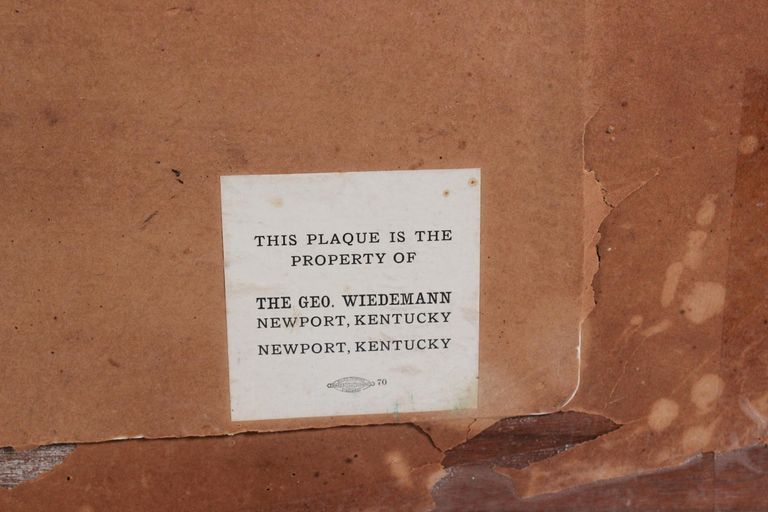 THIS PLAQUE IS THE
PROPERTY OF
THE GEO. WIEDEMANN
NEWPORT, KENTUCKY
NEWPORT, KENTUCKY
70